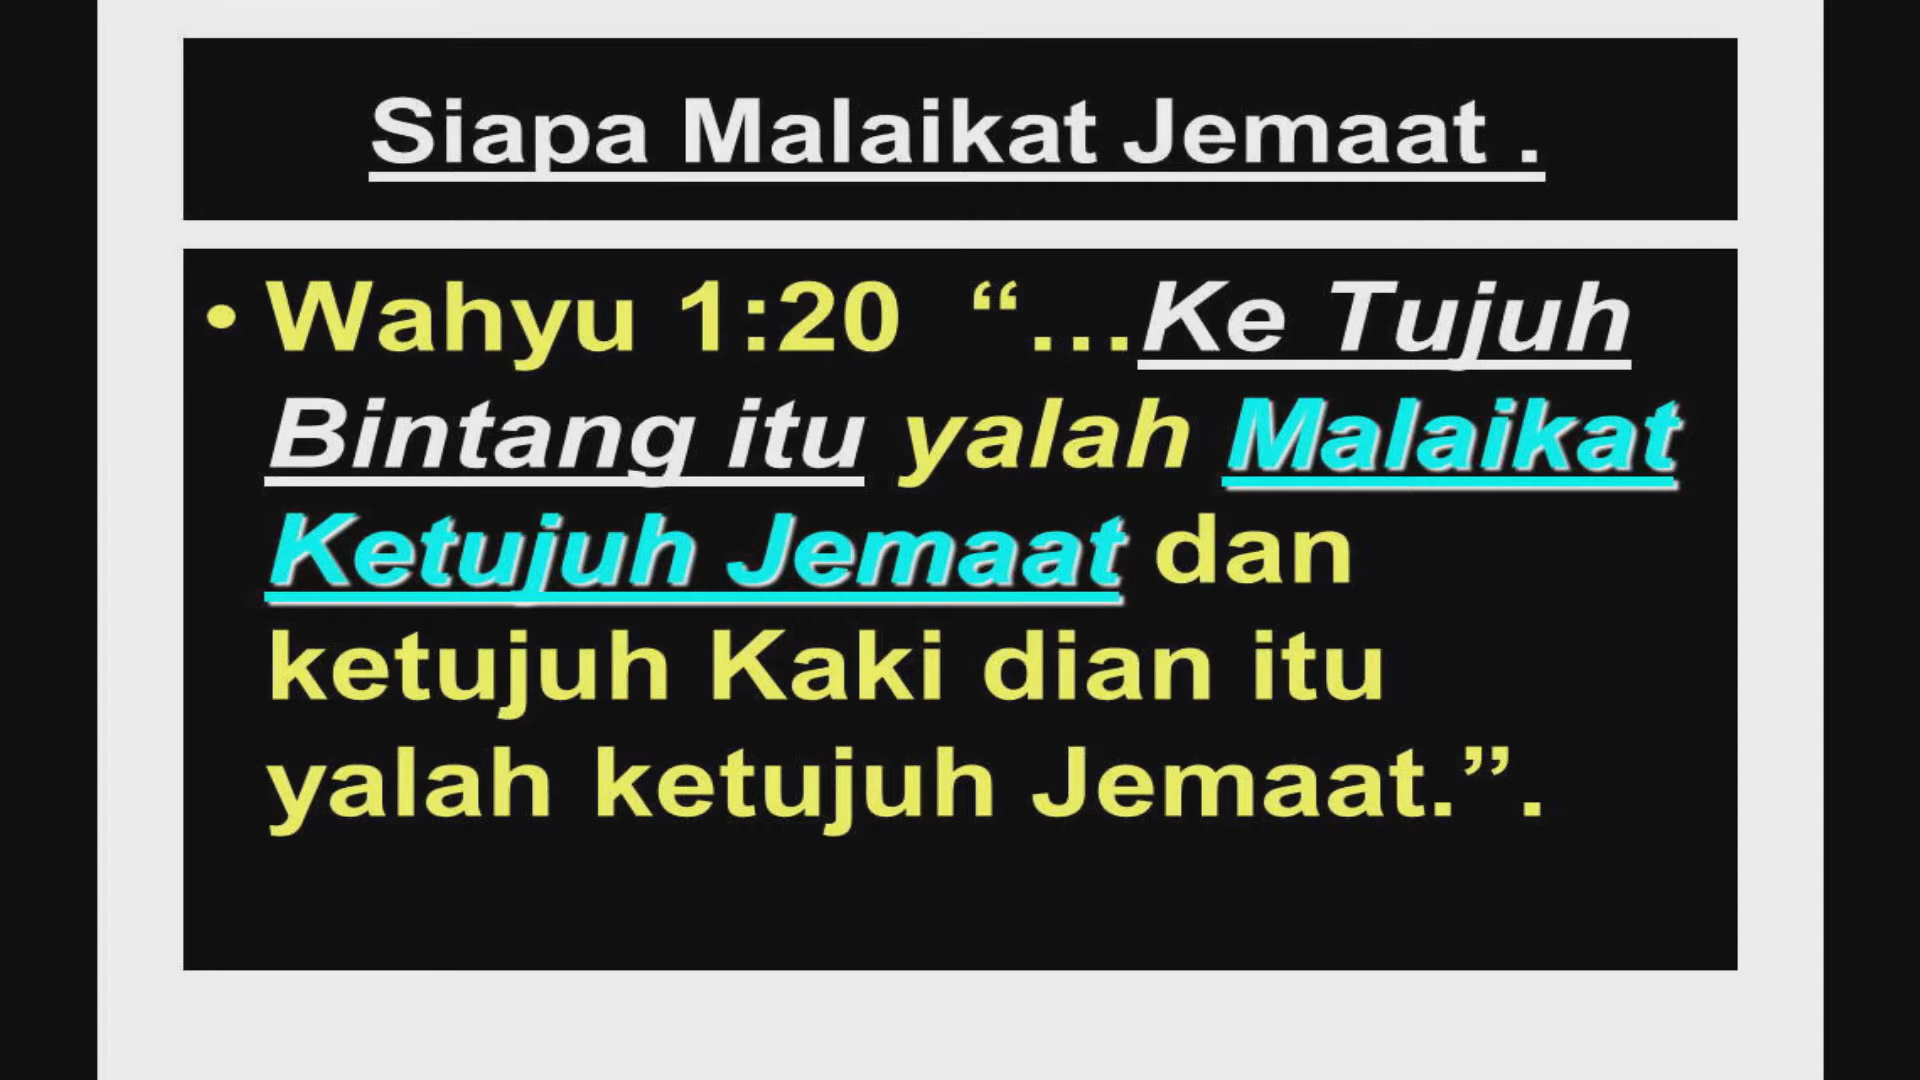 Siapa Malaikat Jemaat .
• Wahyu 1:20 “...Ke Tujuh
Bintang itu yalah Malaikat
Ketujuh Jemaat dan
ketujuh Kaki dian itu
yalah ketujuh Jemaat.”.